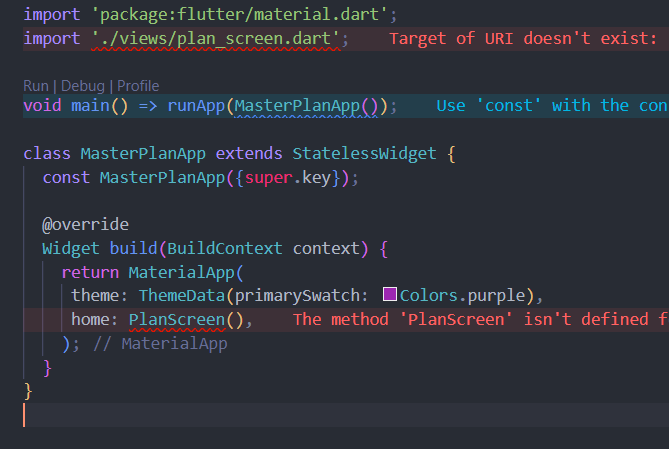 import 'package:flutter/material.dart';
import './views/plan_screen.dart';    Target of URI doesn't exist:
Run | Debug | Profile
void main() => runApp(MasterPlanApp());    Use 'const' with the con
class MasterPlanApp extends StatelessWidget {
  const MasterPlanApp({super.key});
  @override
  Widget build(BuildContext context) {
    return MaterialApp(
     theme: ThemeData(primarySwatch: Colors.purple),
     home: PlanScreen(),    The method 'PlanScreen' isn't defined f
    ); // MaterialApp
  }
}